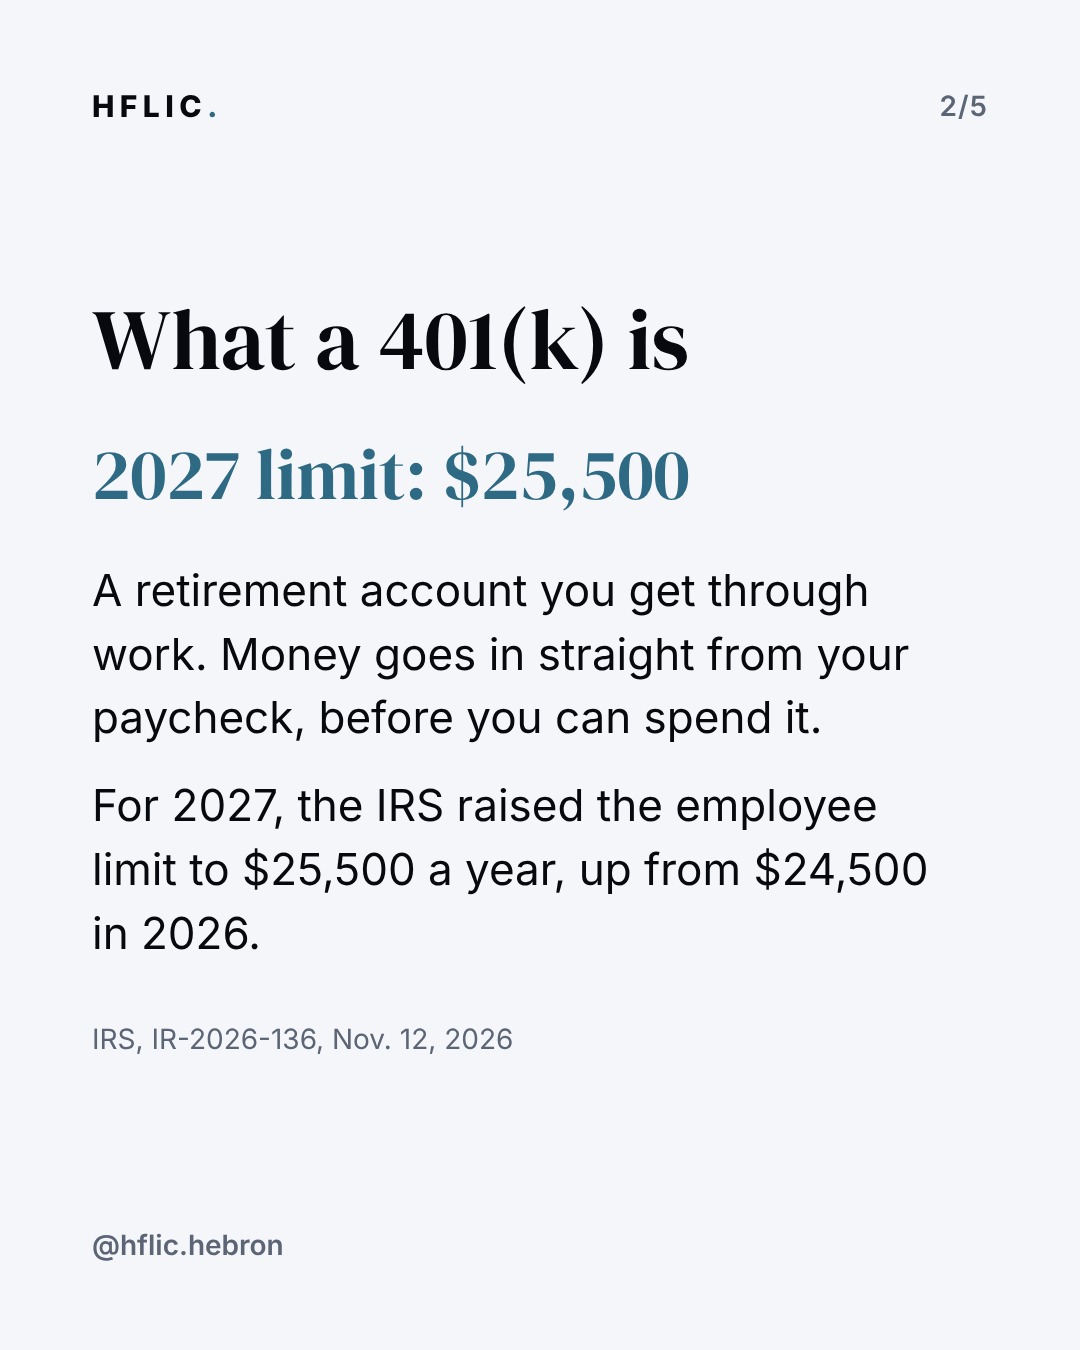 HFLIC.
2/5
What a 401(k) is
2027 limit: $25,500
A retirement account you get through
work. Money goes in straight from your
paycheck, before you can spend it.
For 2027, the IRS raised the employee
limit to $25,500 a year, up from $24,500
in 2026.
IRS, IR-2026-136, Nov. 12, 2026
@hflic.hebron